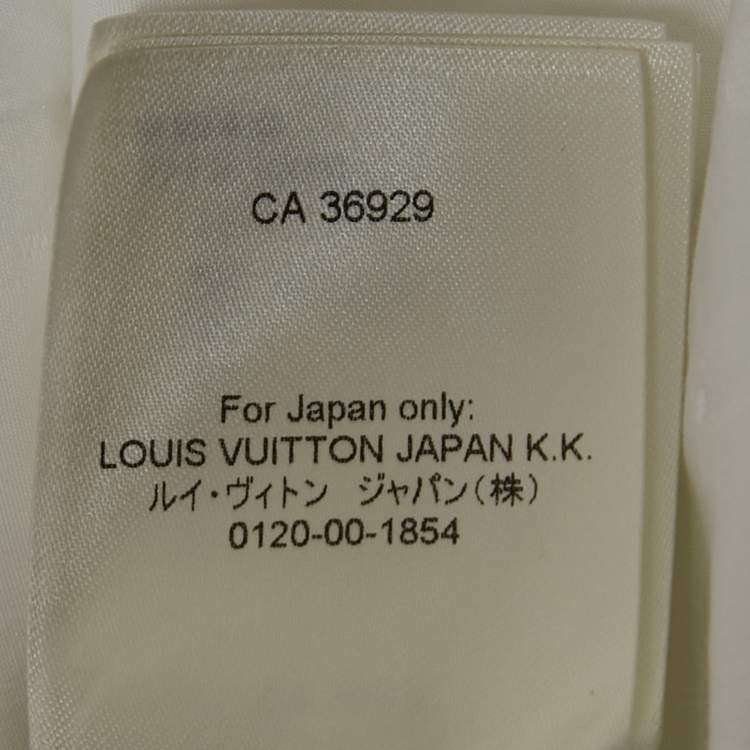 CA 36929
For Japan only:
LOUIS VUITTON JAPAN K.K.
ルイ・ヴィトン ジャパン(株)
0120-00-1854